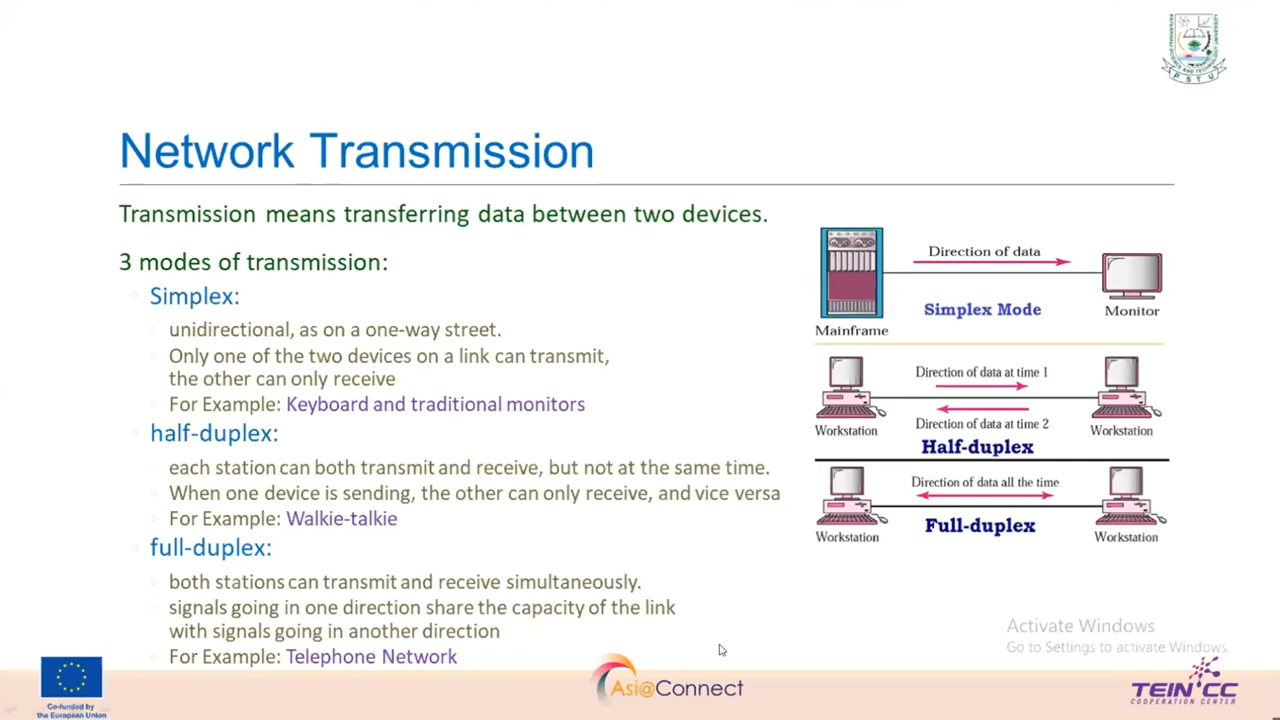 Network Transmission
Transmission means transferring data between two devices.
3 modes of transmission:
Simplex:
unidirectional, as on a one-way street.
Only one of the two devices on a link can transmit,
the other can only receive
For Example: Keyboard and traditional monitors
half-duplex:
each station can both transmit and receive, but not at the same time.
When one device is sending, the other can only receive, and vice versa
For Example: Walkie-talkie
full-duplex:
both stations can transmit and receive simultaneously.
signals going in one direction share the capacity of the link
with signals going in another direction
For Example: Telephone Network
Direction of data
Simplex Mode
Mainframe
Monitor
Direction of data at time 1
Direction of data at time 2
Workstation
Workstation
Half-duplex
Direction of data all the time
Full-duplex
Workstation
Workstation
Activate Windows
Go to Settings to activate Windows.
Co-funded by
the European Union
Asi@Connect
TEIN*CC
COOPERATION CENTER
PSTU